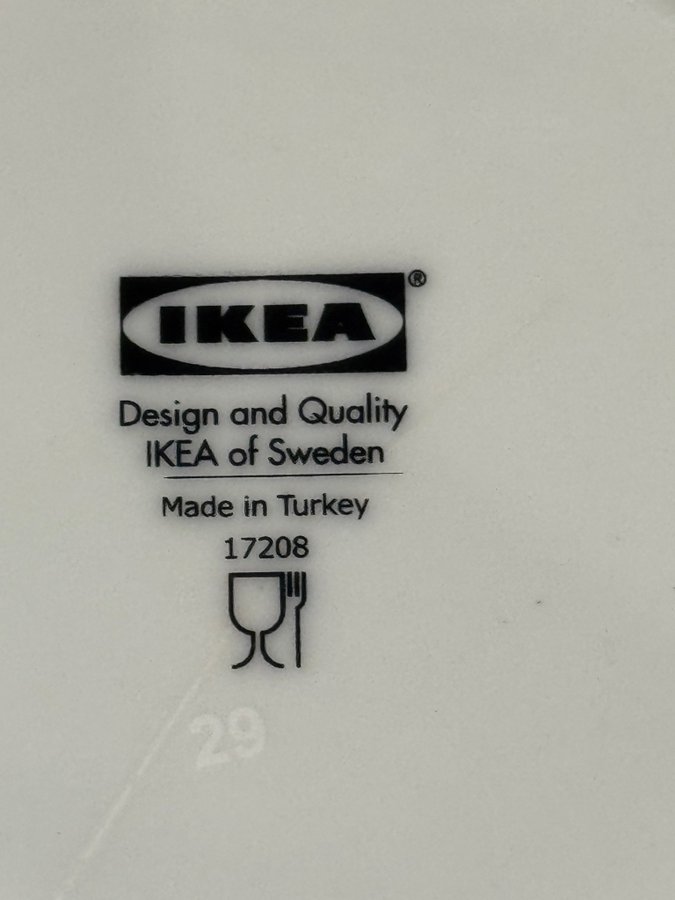 IKEA®
Design and Quality
IKEA of Sweden
Made in Turkey
17208
29